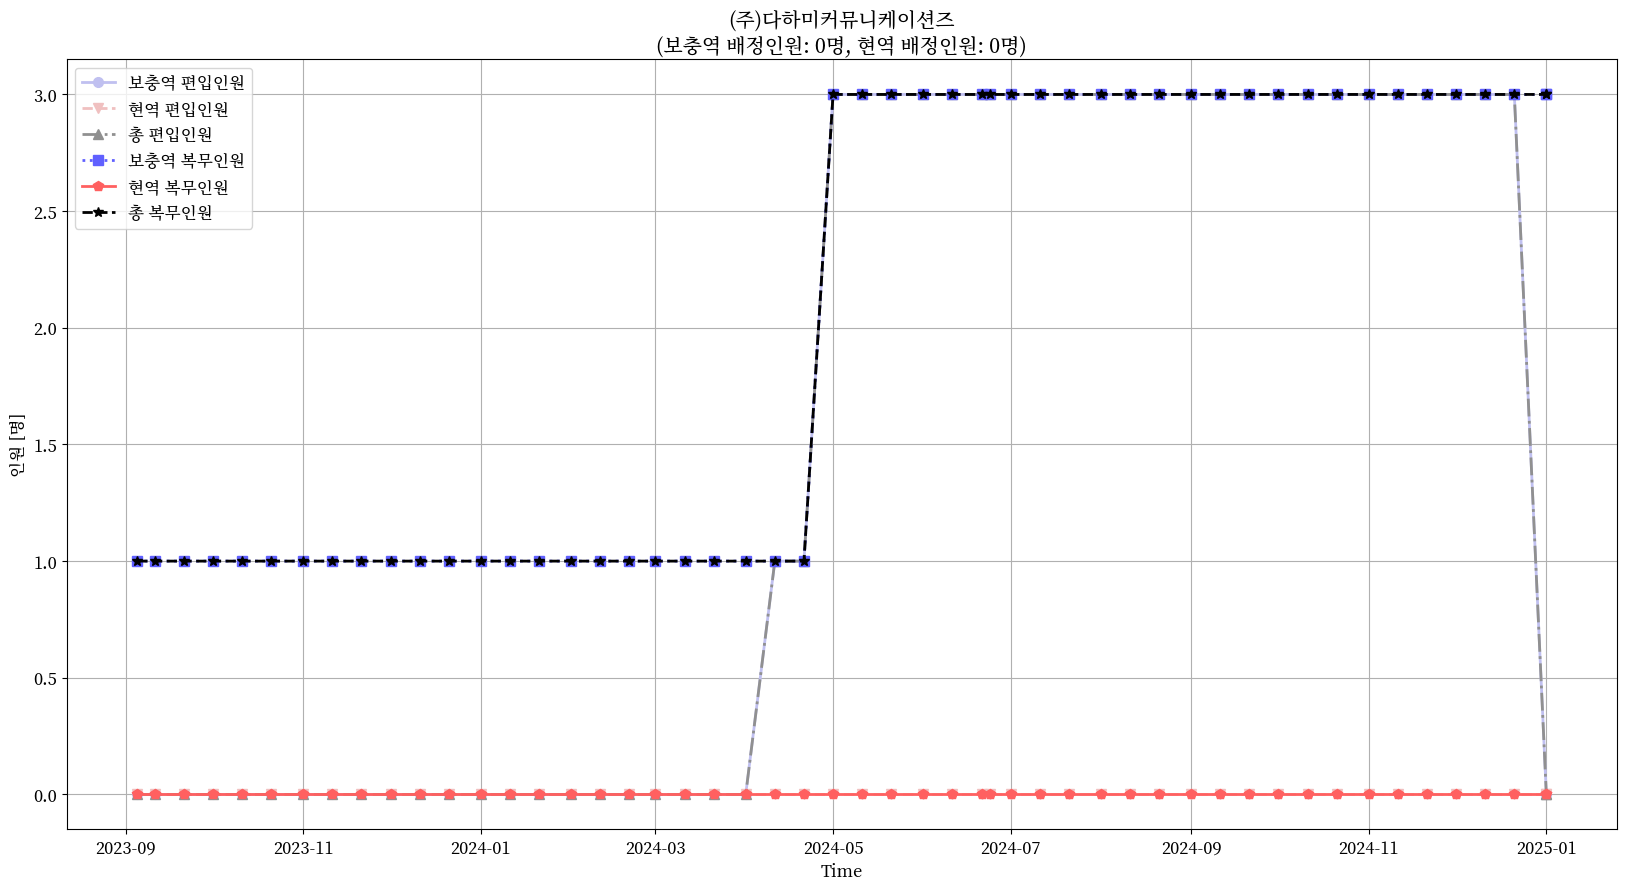 (주)다하미커뮤니케이션즈
(보충역 배정인원: 0명, 현역 배정인원: 0명)
보충역 편입인원
현역 편입인원
총 편입인원
보충역 복무인원
현역 복무인원
총 복무인원
3.0
2.5
2.0
1.5
1.0
0.5
0.0
인원 [명]
2023-09
2023-11
2024-01
2024-03
2024-05
2024-07
2024-09
2024-11
2025-01
Time